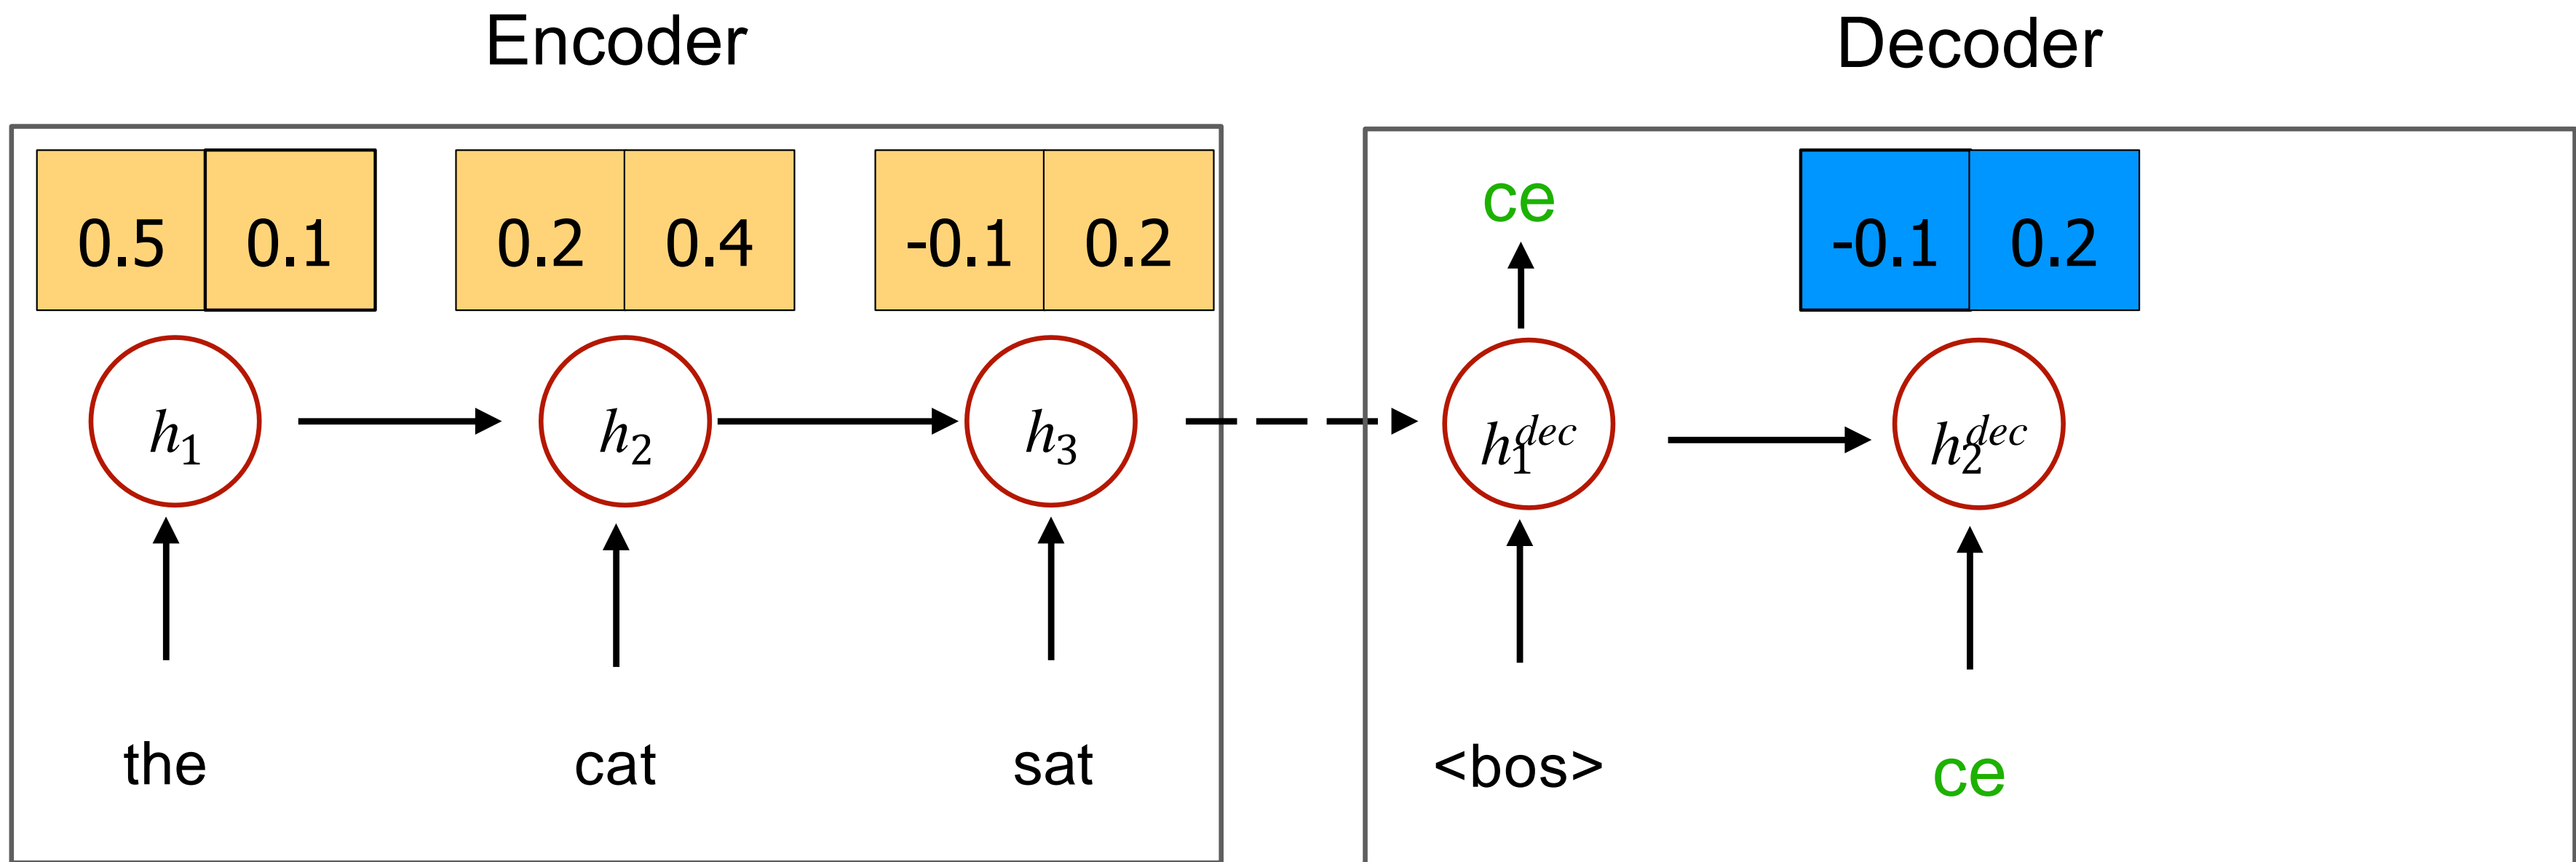 Encoder Decoder
0.5 0.1 0.2 0.4 -0.1 0.2 ce -0.1 0.2
h₁ h₂ h₃ h₁ᵈᵉᶜ h₂ᵈᵉᶜ
the cat sat <bos> ce